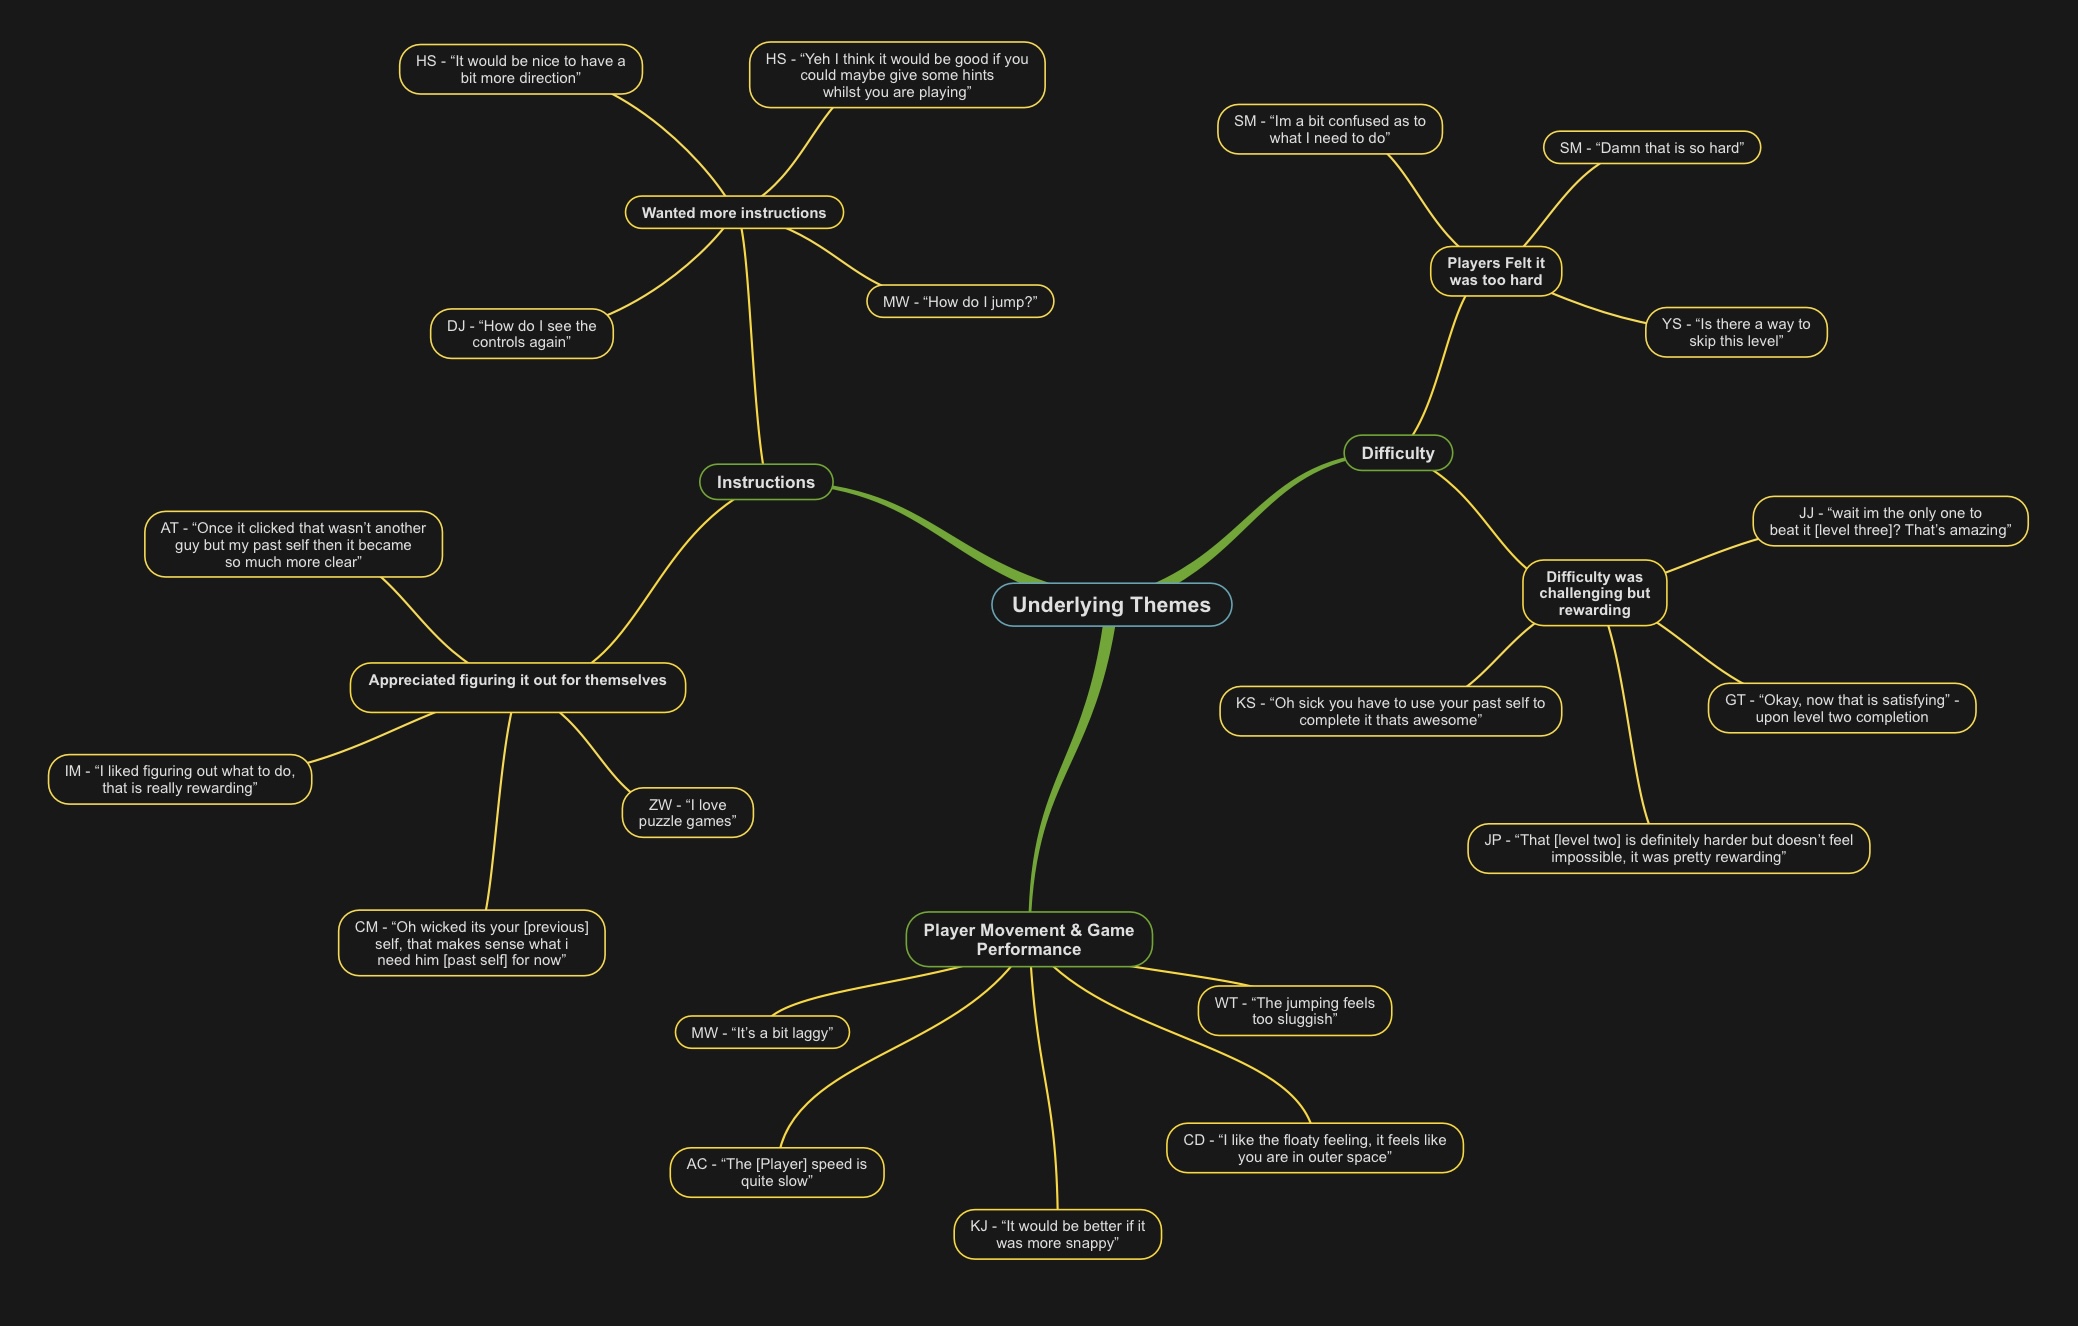 HS - “It would be nice to have a
bit more direction”
HS - “Yeh I think it would be good if you
could maybe give some hints
whilst you are playing”
Wanted more instructions
DJ - “How do I see the
controls again”
MW - “How do I jump?”
SM - “Im a bit confused as to
what I need to do”
SM - “Damn that is so hard”
Players Felt it
was too hard
YS - “Is there a way to
skip this level”
Instructions
Difficulty
AT - “Once it clicked that wasn’t another
guy but my past self then it became
so much more clear”
Appreciated figuring it out for themselves
IM - “I liked figuring out what to do,
that is really rewarding”
ZW - “I love
puzzle games”
CM - “Oh wicked its your [previous]
self, that makes sense what i
need him [past self] for now”
Underlying Themes
JJ - “wait im the only one to
beat it [level three]? That’s amazing”
Difficulty was
challenging but
rewarding
KS - “Oh sick you have to use your past self to
complete it thats awesome”
GT - “Okay, now that is satisfying” -
upon level two completion
JP - “That [level two] is definitely harder but doesn’t feel
impossible, it was pretty rewarding”
Player Movement & Game
Performance
MW - “It’s a bit laggy”
WT - “The jumping feels
too sluggish”
AC - “The [Player] speed is
quite slow”
CD - “I like the floaty feeling, it feels like
you are in outer space”
KJ - “It would be better if it
was more snappy”